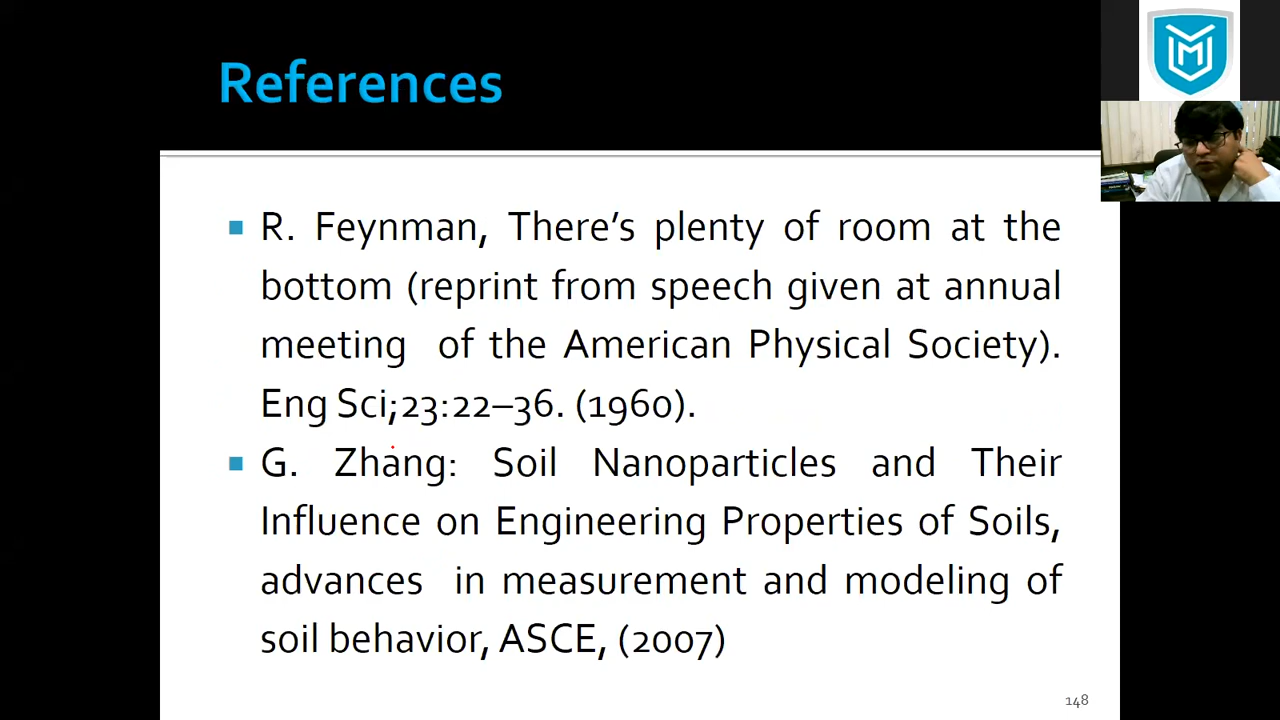 References
R. Feynman, There's plenty of room at the
bottom (reprint from speech given at annual
meeting of the American Physical Society).
Eng Sci;23:22–36. (1960).
G. Zhang: Soil Nanoparticles and Their
Influence on Engineering Properties of Soils,
advances in measurement and modeling of
soil behavior, ASCE, (2007)
148